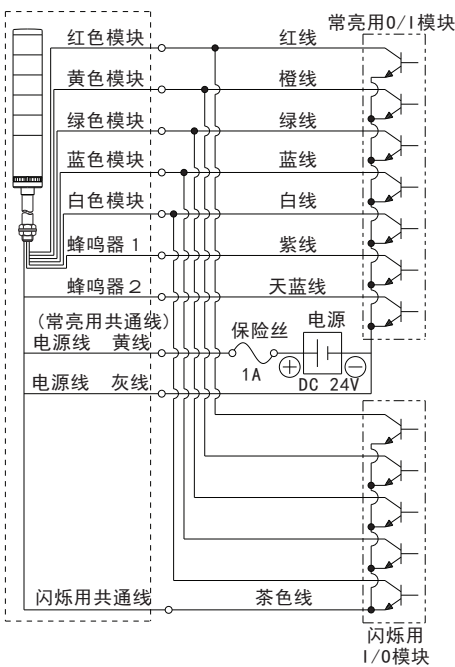 常亮用O/I模块
红色模块 红线
黄色模块 橙线
绿色模块 绿线
蓝色模块 蓝线
白色模块 白线
蜂鸣器1 紫线
蜂鸣器2 天蓝线
(常亮用共通线)
电源线 黄线 保险丝 电源
1A + − DC 24V
电源线 灰线
闪烁用共通线 茶色线
闪烁用
I/O模块